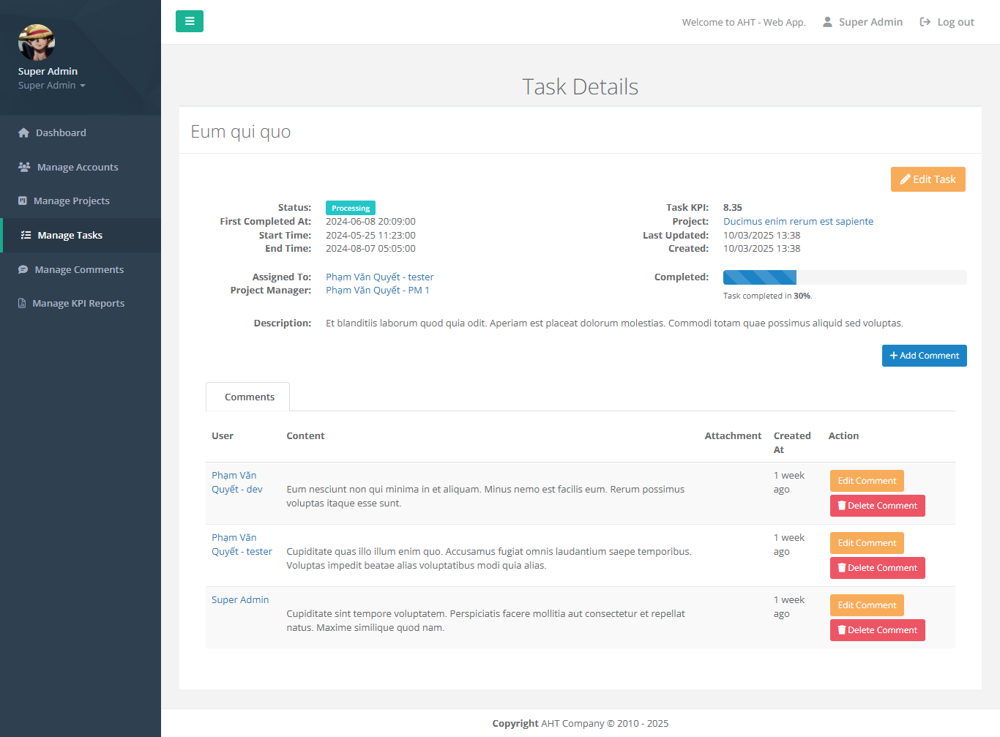 Welcome to AHT - Web App.
Super Admin
Log out
Super Admin
Super Admin
Dashboard
Manage Accounts
Manage Projects
Manage Tasks
Manage Comments
Manage KPI Reports
Task Details
Eum qui quo
Edit Task
Status: Processing
First Completed At: 2024-06-08 20:09:00
Start Time: 2024-05-25 11:23:00
End Time: 2024-08-07 05:05:00
Task KPI: 8.35
Project: Ducimus enim rerum est sapiente
Last Updated: 10/03/2025 13:38
Created: 10/03/2025 13:38
Assigned To: Phạm Văn Quyết - tester
Project Manager: Phạm Văn Quyết - PM 1
Completed:
Task completed in 30%.
Description: Et blanditiis laborum quod quia odit. Aperiam est placeat dolorum molestias. Commodi totam quae possimus aliquid sed voluptas.
Add Comment
Comments
User Content Attachment Created At Action
Phạm Văn
Quyết - dev
Eum nesciunt non qui minima in et aliquam. Minus nemo est facilis eum. Rerum possimus
voluptas itaque esse sunt.
1 week
ago
Edit Comment
Delete Comment
Phạm Văn
Quyết - tester
Cupiditate quas illo illum enim quo. Accusamus fugiat omnis laudantium saepe temporibus.
Voluptas impedit beatae alias voluptatibus modi quia alias.
1 week
ago
Edit Comment
Delete Comment
Super Admin
Cupiditate sint tempore voluptatem. Perspiciatis facere mollitia aut consectetur et repellat
natus. Maxime similique quod nam.
1 week
ago
Edit Comment
Delete Comment
Copyright AHT Company © 2010 - 2025